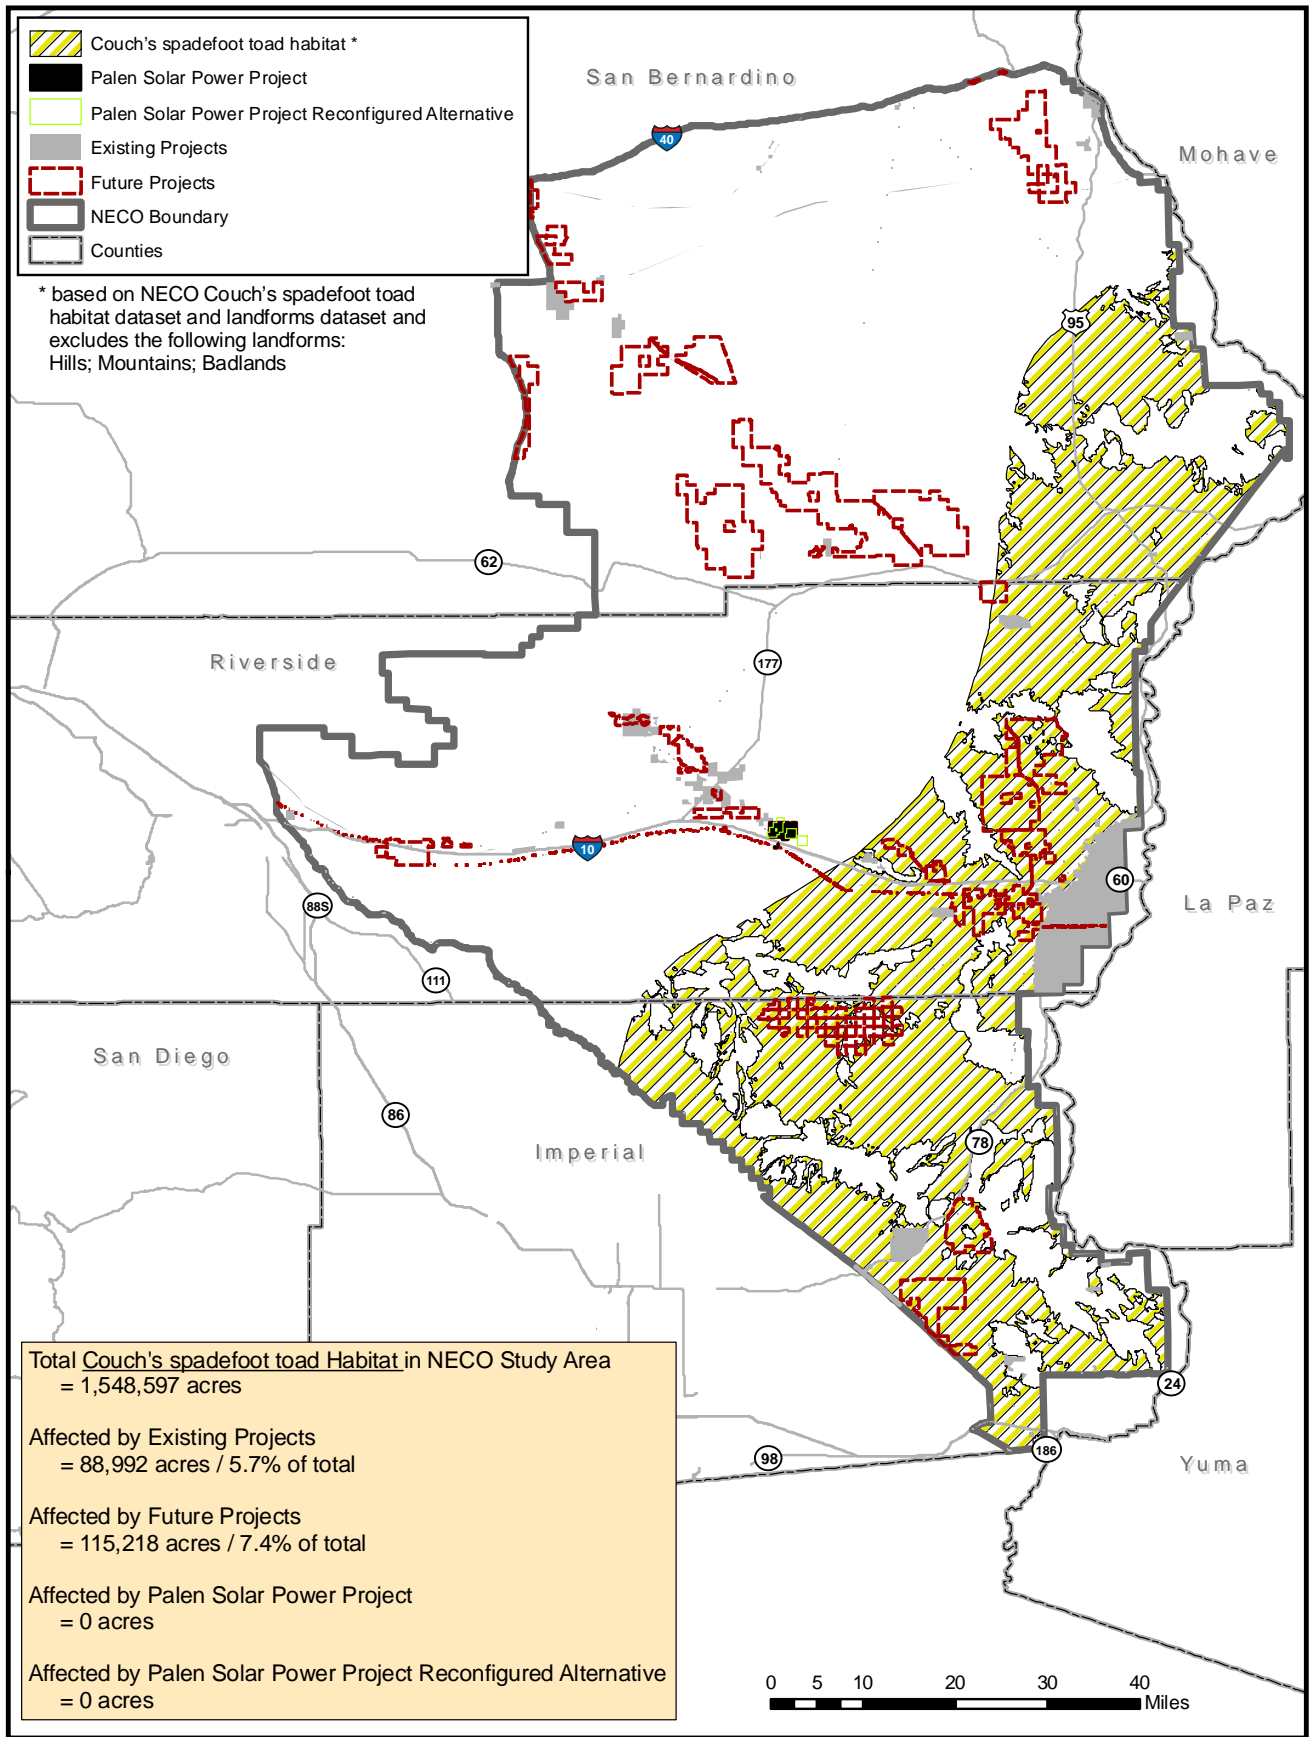 Couch's spadefoot toad habitat *
Palen Solar Power Project
Palen Solar Power Project Reconfigured Alternative
Existing Projects
Future Projects
NECO Boundary
Counties
* based on NECO Couch's spadefoot toad
habitat dataset and landforms dataset and
excludes the following landforms:
Hills; Mountains; Badlands
San Bernardino
40
Mohave
95
62
Riverside
177
10
60
88S
La Paz
111
San Diego
86
Imperial
78
24
186
98
Yuma
Total Couch's spadefoot toad Habitat in NECO Study Area
= 1,548,597 acres
Affected by Existing Projects
= 88,992 acres / 5.7% of total
Affected by Future Projects
= 115,218 acres / 7.4% of total
Affected by Palen Solar Power Project
= 0 acres
Affected by Palen Solar Power Project Reconfigured Alternative
= 0 acres
0 5 10 20 30 40
Miles